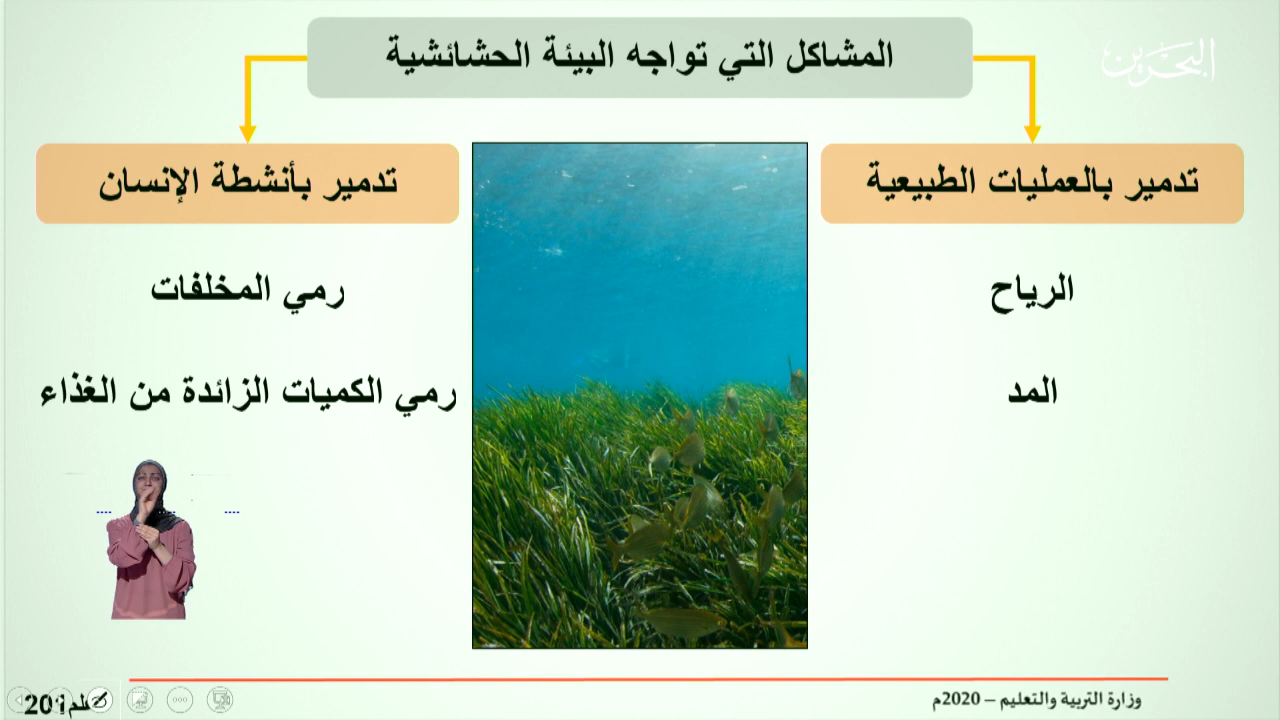 المشاكل التي تواجه البيئة الحشائشية
البحرين
تدمير بالعمليات الطبيعية
الرياح
المد
تدمير بأنشطة الإنسان
رمي المخلفات
رمي الكميات الزائدة من الغذاء
وزارة التربية والتعليم – 2020م